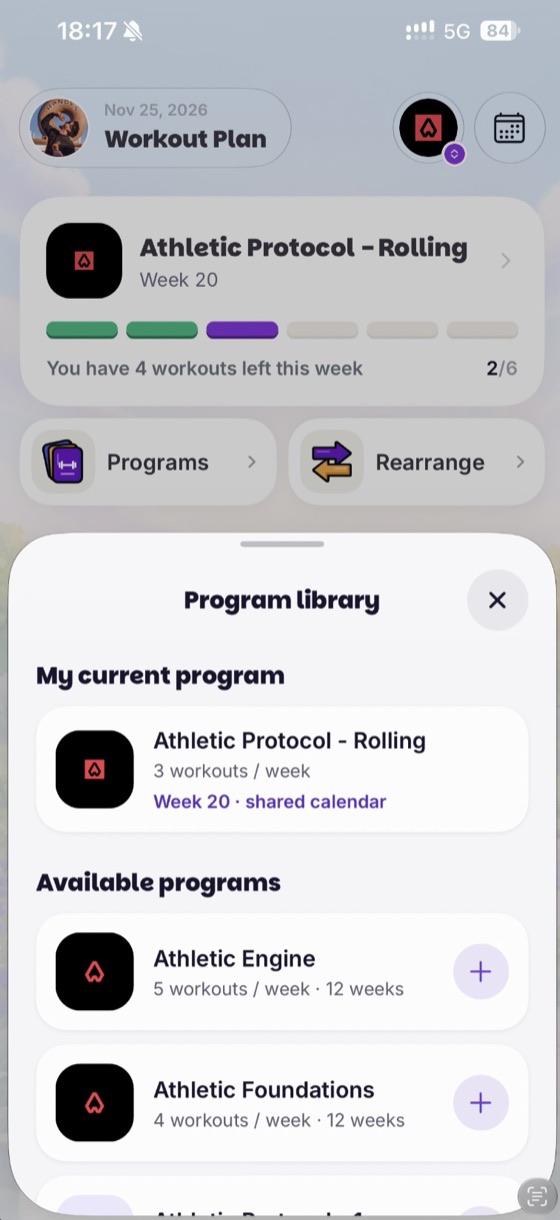 18:17
5G
84
Nov 25, 2026
Workout Plan
Athletic Protocol – Rolling
Week 20
You have 4 workouts left this week
2/6
Programs
Rearrange
Program library
My current program
Athletic Protocol - Rolling
3 workouts / week
Week 20 · shared calendar
Available programs
Athletic Engine
5 workouts / week · 12 weeks
Athletic Foundations
4 workouts / week · 12 weeks